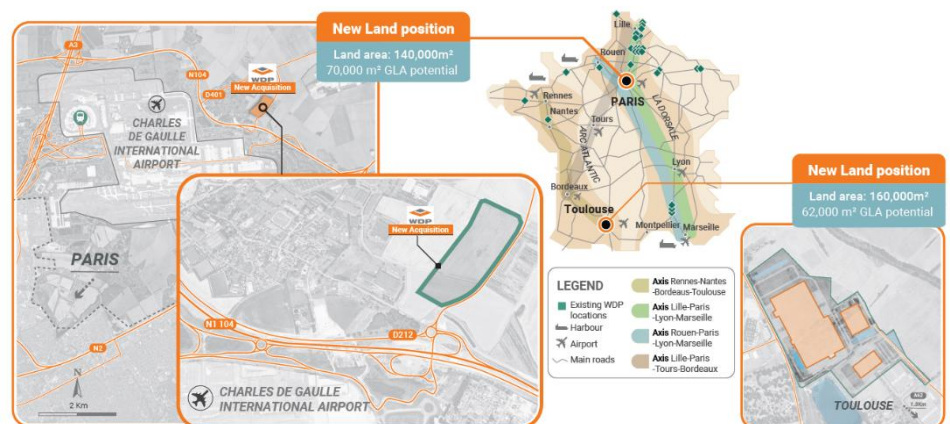 New Land position
Land area: 140,000m²
70,000 m² GLA potential
A3
N104
D401
WDP
New Acquisition
CHARLES
DE GAULLE
INTERNATIONAL
AIRPORT
PARIS
N2
N
2 Km
WDP
New Acquisition
N1 104
D212
CHARLES DE GAULLE
INTERNATIONAL AIRPORT
Lille
Rouen
PARIS
Rennes
Nantes
Tours
LA DORSALE
ARC ATLANTIC
Lyon
Bordeaux
Toulouse
Montpellier
Marseille
New Land position
Land area: 160,000m²
62,000 m² GLA potential
LEGEND
Existing WDP
locations
Harbour
Airport
Main roads
Axis Rennes-Nantes
-Bordeaus-Toulouse
Axis Lille-Paris
-Lyon-Marseille
Axis Rouen-Paris
-Lyon-Marseille
Axis Lille-Paris
-Tours-Bordeaux
TOULOUSE